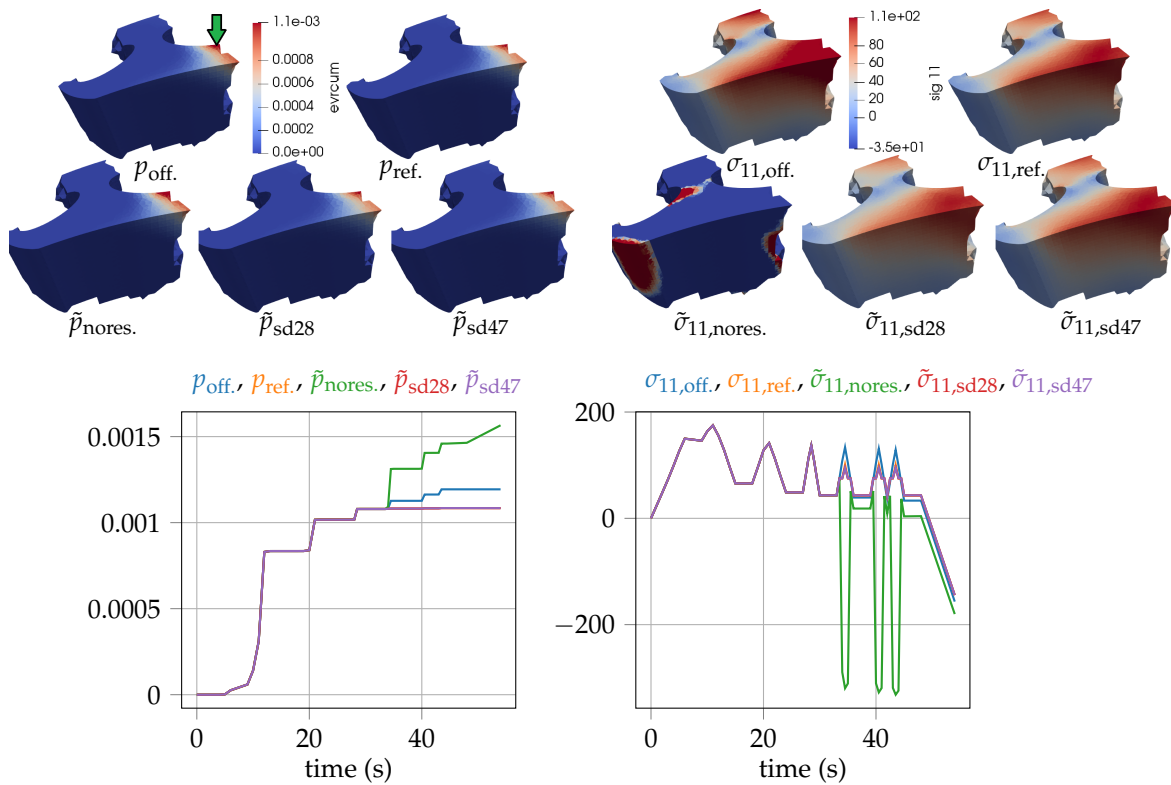 1.1e-03
0.0008
0.0006
0.0004
0.0002
0.0e+00
evrcum
p_off.
p_ref.
p̃_nores.
p̃_sd28
p̃_sd47
1.1e+02
80
60
40
20
0
-3.5e+01
sig 11
σ_11,off.
σ_11,ref.
σ̃_11,nores.
σ̃_11,sd28
σ̃_11,sd47
p_off., p_ref., p̃_nores., p̃_sd28, p̃_sd47
0.0015
0.001
0.0005
0
0 20 40
time (s)
σ_11,off., σ_11,ref., σ̃_11,nores., σ̃_11,sd28, σ̃_11,sd47
200
0
−200
0 20 40
time (s)